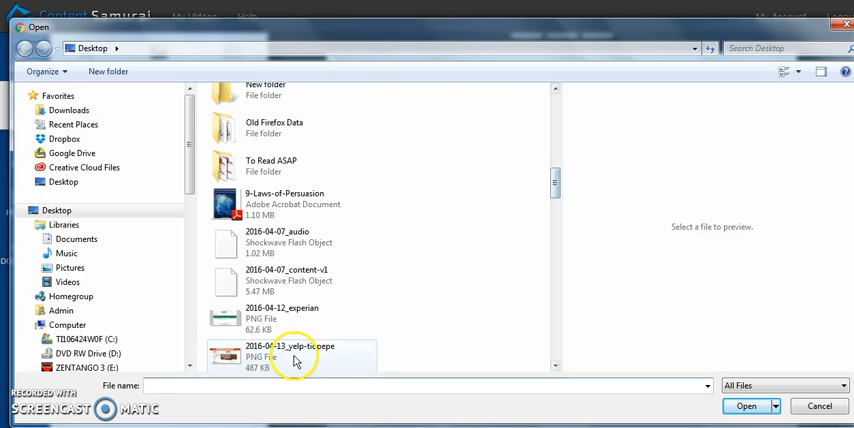 Content Samurai My Videos Help My Account
Open
Desktop
Search Desktop
Organize New folder
Favorites
Downloads
Recent Places
Dropbox
Google Drive
Creative Cloud Files
Desktop
Desktop
Libraries
Documents
Music
Pictures
Videos
Homegroup
Admin
Computer
TI106424W0F (C:)
DVD RW Drive (D:)
ZENTANGO 3 (E:)
New folder
File folder
Old Firefox Data
File folder
To Read ASAP
File folder
9-Laws-of-Persuasion
Adobe Acrobat Document
1.10 MB
2016-04-07_audio
Shockwave Flash Object
1.02 MB
2016-04-07_content-v1
Shockwave Flash Object
5.47 MB
2016-04-12_experian
PNG File
62.6 KB
2016-04-13_yelp-ticpepe
PNG File
487 KB
Select a file to preview.
File name:
All Files
Open Cancel
RECORDED WITH
SCREENCAST MATIC